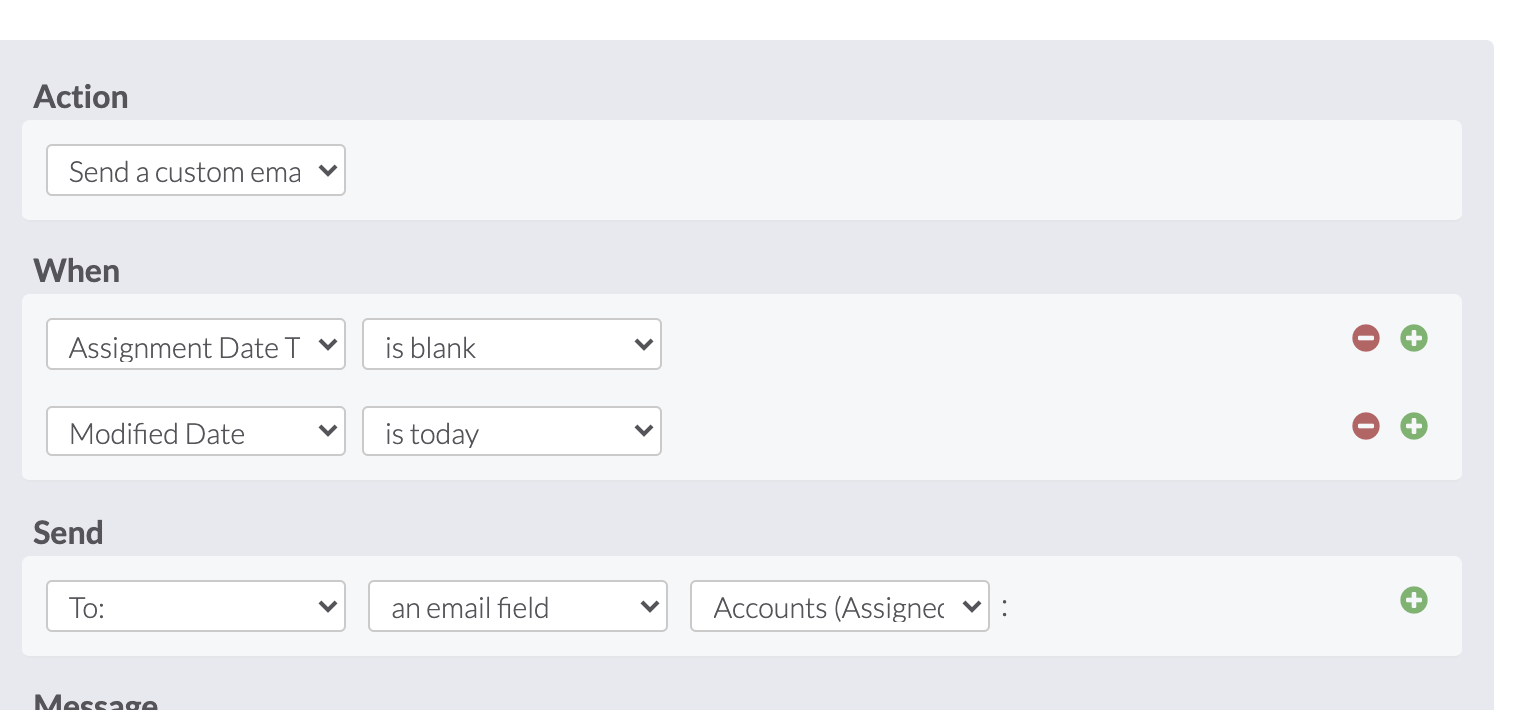 Action
Send a custom ema
When
Assignment Date T is blank
Modified Date is today
Send
To: an email field Accounts (Assigned :
Message